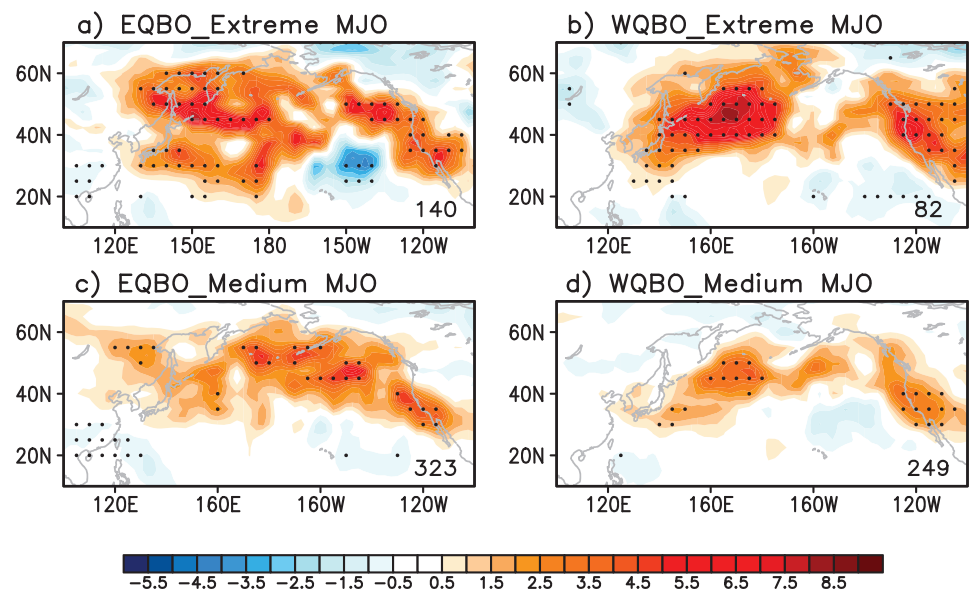 a) EQBO_Extreme MJO
b) WQBO_Extreme MJO
60N
40N
20N
140
120E 150E 180 150W 120W
60N
40N
20N
82
120E 160E 160W 120W
c) EQBO_Medium MJO
d) WQBO_Medium MJO
60N
40N
20N
323
120E 160E 160W 120W
60N
40N
20N
249
120E 160E 160W 120W
-5.5 -4.5 -3.5 -2.5 -1.5 -0.5 0.5 1.5 2.5 3.5 4.5 5.5 6.5 7.5 8.5